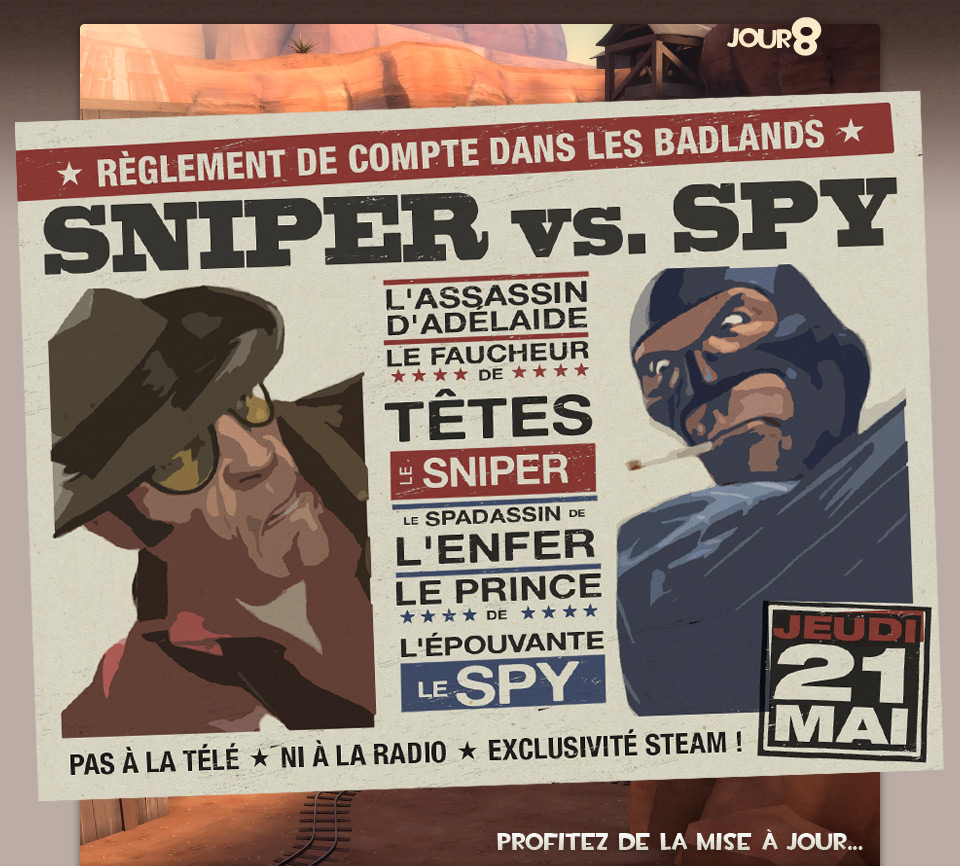 JOUR 8
★ RÈGLEMENT DE COMPTE DANS LES BADLANDS ★
SNIPER vs. SPY
L'ASSASSIN
D'ADÉLAIDE
LE FAUCHEUR
★★★★ DE ★★★★
TÊTES
LE SNIPER
LE SPADASSIN DE
L'ENFER
LE PRINCE
★★★★ DE ★★★★
L'ÉPOUVANTE
LE SPY
JEUDI
21
MAI
PAS À LA TÉLÉ ★ NI À LA RADIO ★ EXCLUSIVITÉ STEAM !
PROFITEZ DE LA MISE À JOUR...